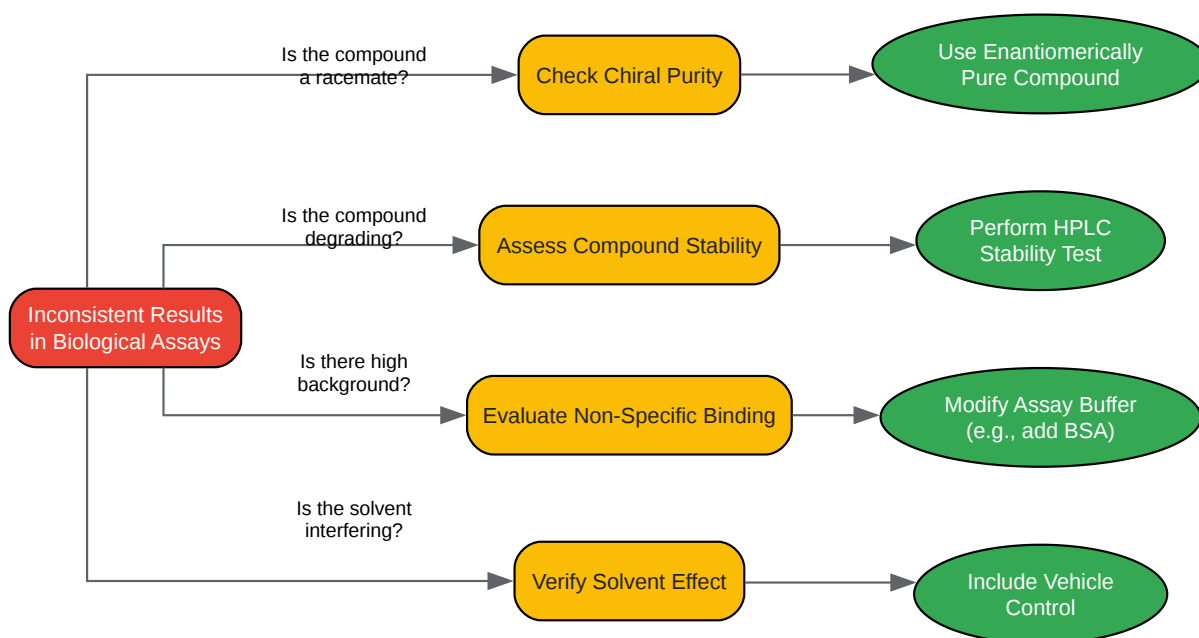 Is the compound
a racemate?
Check Chiral Purity
Use Enantiomerically
Pure Compound
Is the compound
degrading?
Assess Compound Stability
Perform HPLC
Stability Test
Inconsistent Results
in Biological Assays
Is there high
background?
Evaluate Non-Specific Binding
Modify Assay Buffer
(e.g., add BSA)
Is the solvent
interfering?
Verify Solvent Effect
Include Vehicle
Control